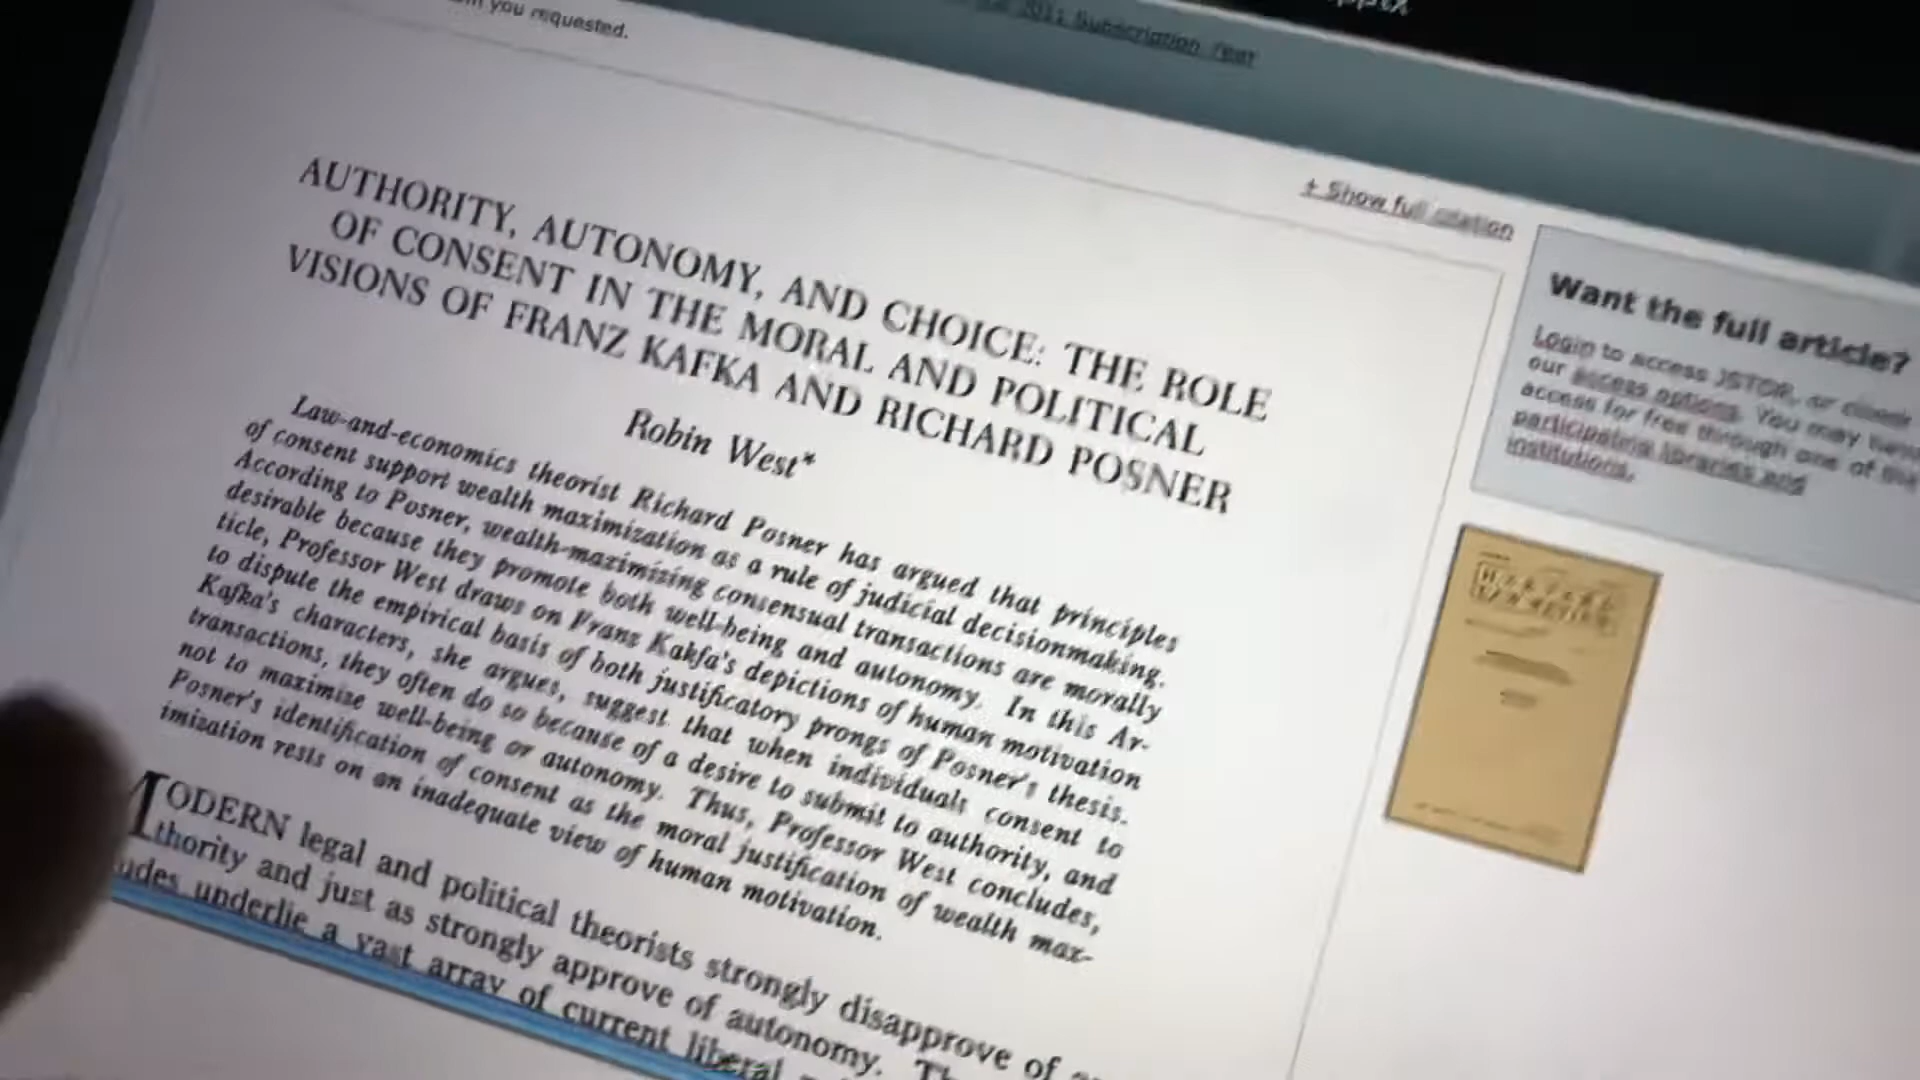 you requested.
2011 Subscription Year
+ Show full citation
AUTHORITY, AUTONOMY, AND CHOICE: THE ROLE
OF CONSENT IN THE MORAL AND POLITICAL
VISIONS OF FRANZ KAFKA AND RICHARD POSNER
Robin West*
Law-and-economics theorist Richard Posner has argued that principles
of consent support wealth maximization as a rule of judicial decisionmaking.
According to Posner, wealth-maximizing consensual transactions are morally
desirable because they promote both well-being and autonomy. In this Ar-
ticle, Professor West draws on Franz Kakfa's depictions of human motivation
to dispute the empirical basis of both justificatory prongs of Posner's thesis.
Kafka's characters, she argues, suggest that when individuals consent to
transactions, they often do so because of a desire to submit to authority, and
not to maximize well-being or autonomy. Thus, Professor West concludes,
Posner's identification of consent as the moral justification of wealth max-
imization rests on an inadequate view of human motivation.
MODERN legal and political theorists strongly disapprove of
thority and just as strongly approve of autonomy.
udes underlie a vast array of current liberal
Want the full article?
Login to access JSTOR, or check
our access options. You may
access for free through one of our
participating libraries and
institutions.
HARVARD